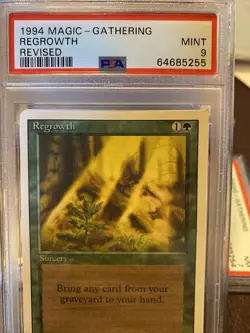 1994 MAGIC - GATHERING
REGROWTH MINT
REVISED 9
PSA 64685255
Regrowth 1
Sorcery
Bring any card from your
graveyard to your hand.